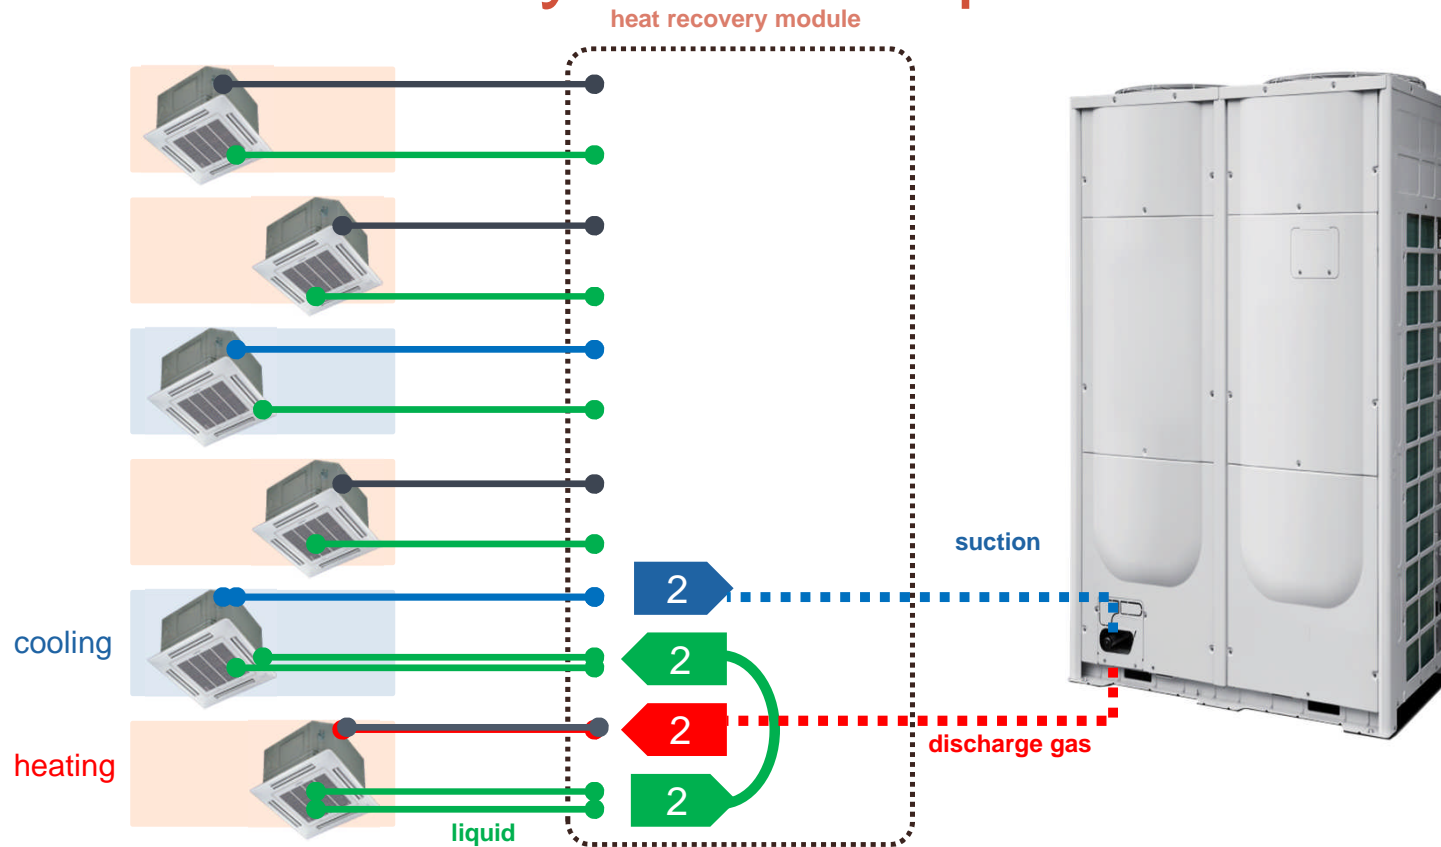 heat recovery module
suction
2
cooling
2
2
discharge gas
heating
2
liquid